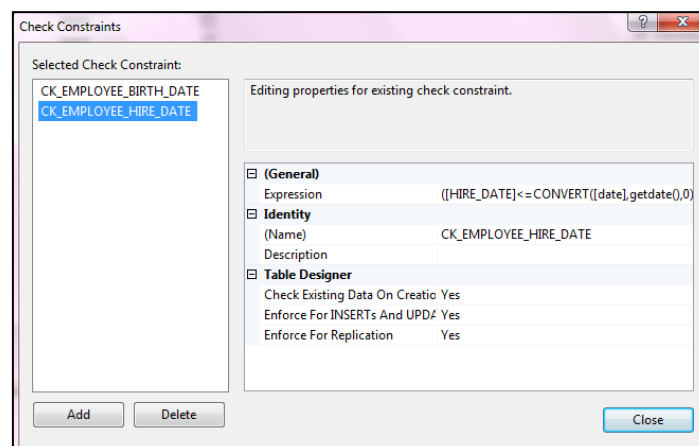 Check Constraints
?
X
Selected Check Constraint:
CK_EMPLOYEE_BIRTH_DATE
CK_EMPLOYEE_HIRE_DATE
Editing properties for existing check constraint.
(General)
Expression ([HIRE_DATE]<=CONVERT([date],getdate(),0)
Identity
(Name) CK_EMPLOYEE_HIRE_DATE
Description
Table Designer
Check Existing Data On Creatio Yes
Enforce For INSERTs And UPDA Yes
Enforce For Replication Yes
Add
Delete
Close